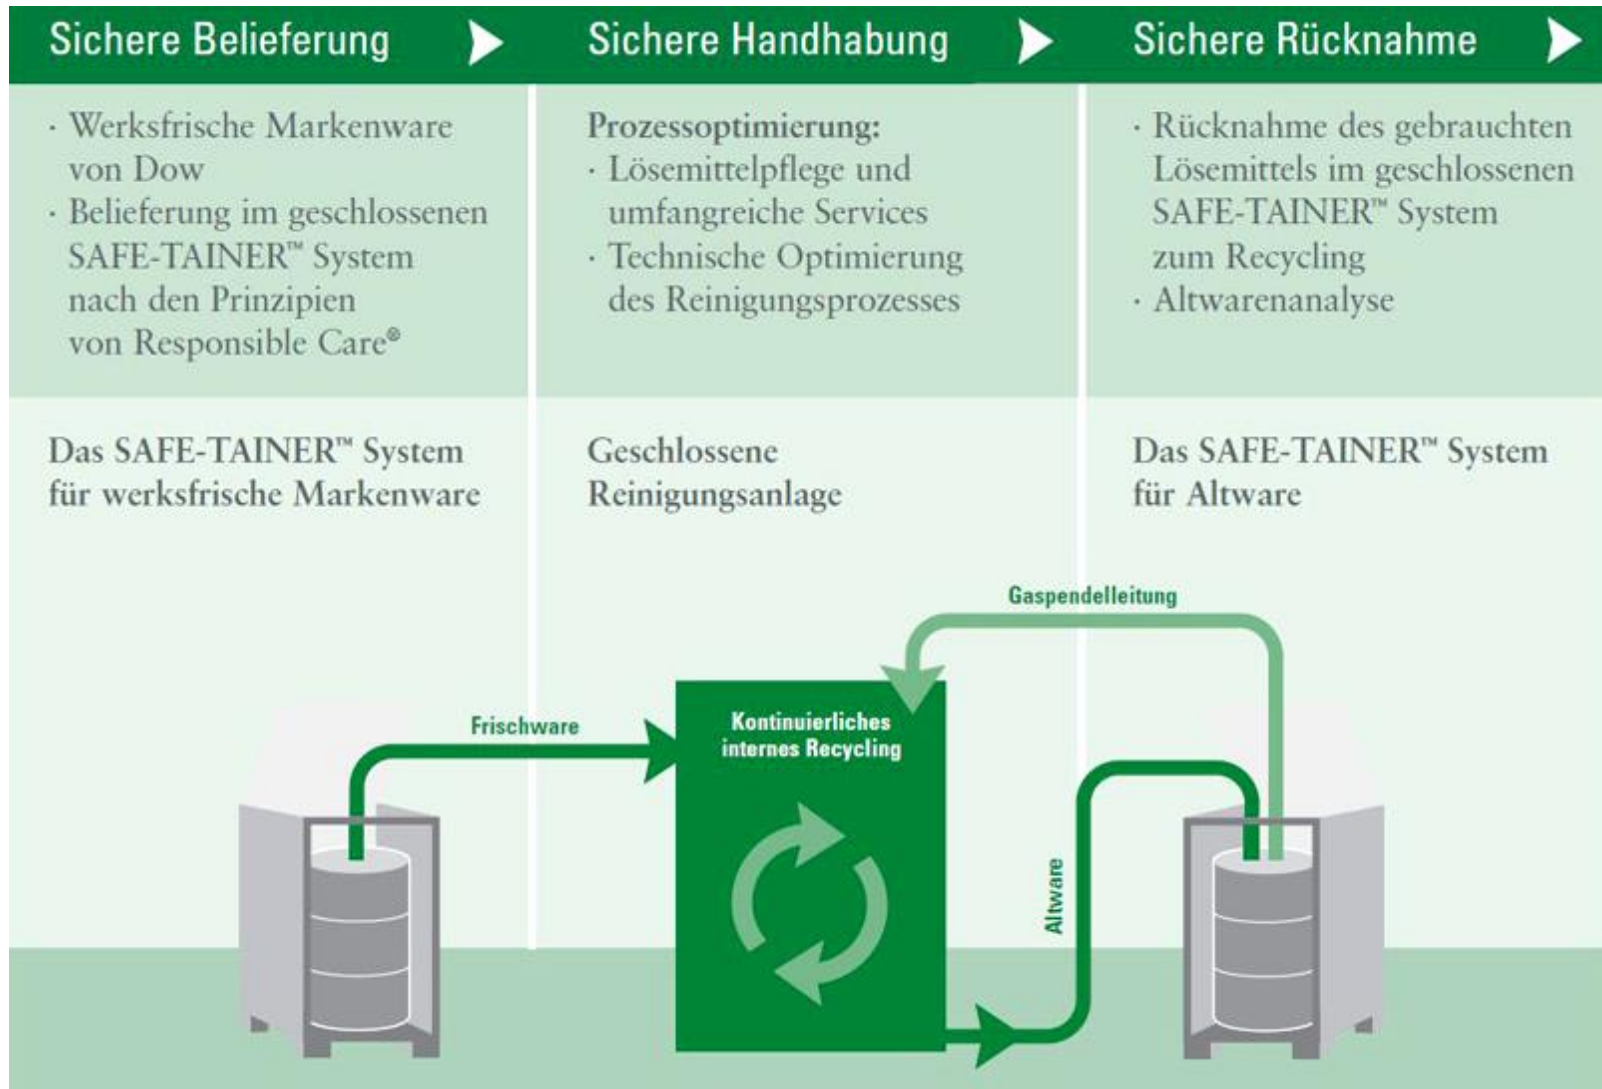 Sichere Belieferung
· Werksfrische Markenware
von Dow
· Belieferung im geschlossenen
SAFE-TAINER™ System
nach den Prinzipien
von Responsible Care®
Das SAFE-TAINER™ System
für werksfrische Markenware
Sichere Handhabung
Prozessoptimierung:
· Lösemittelpflege und
umfangreiche Services
· Technische Optimierung
des Reinigungsprozesses
Geschlossene
Reinigungsanlage
Sichere Rücknahme
· Rücknahme des gebrauchten
Lösemittels im geschlossenen
SAFE-TAINER™ System
zum Recycling
· Altwarenanalyse
Das SAFE-TAINER™ System
für Altware
Gaspendelleitung
Frischware
Kontinuierliches
internes Recycling
Altware